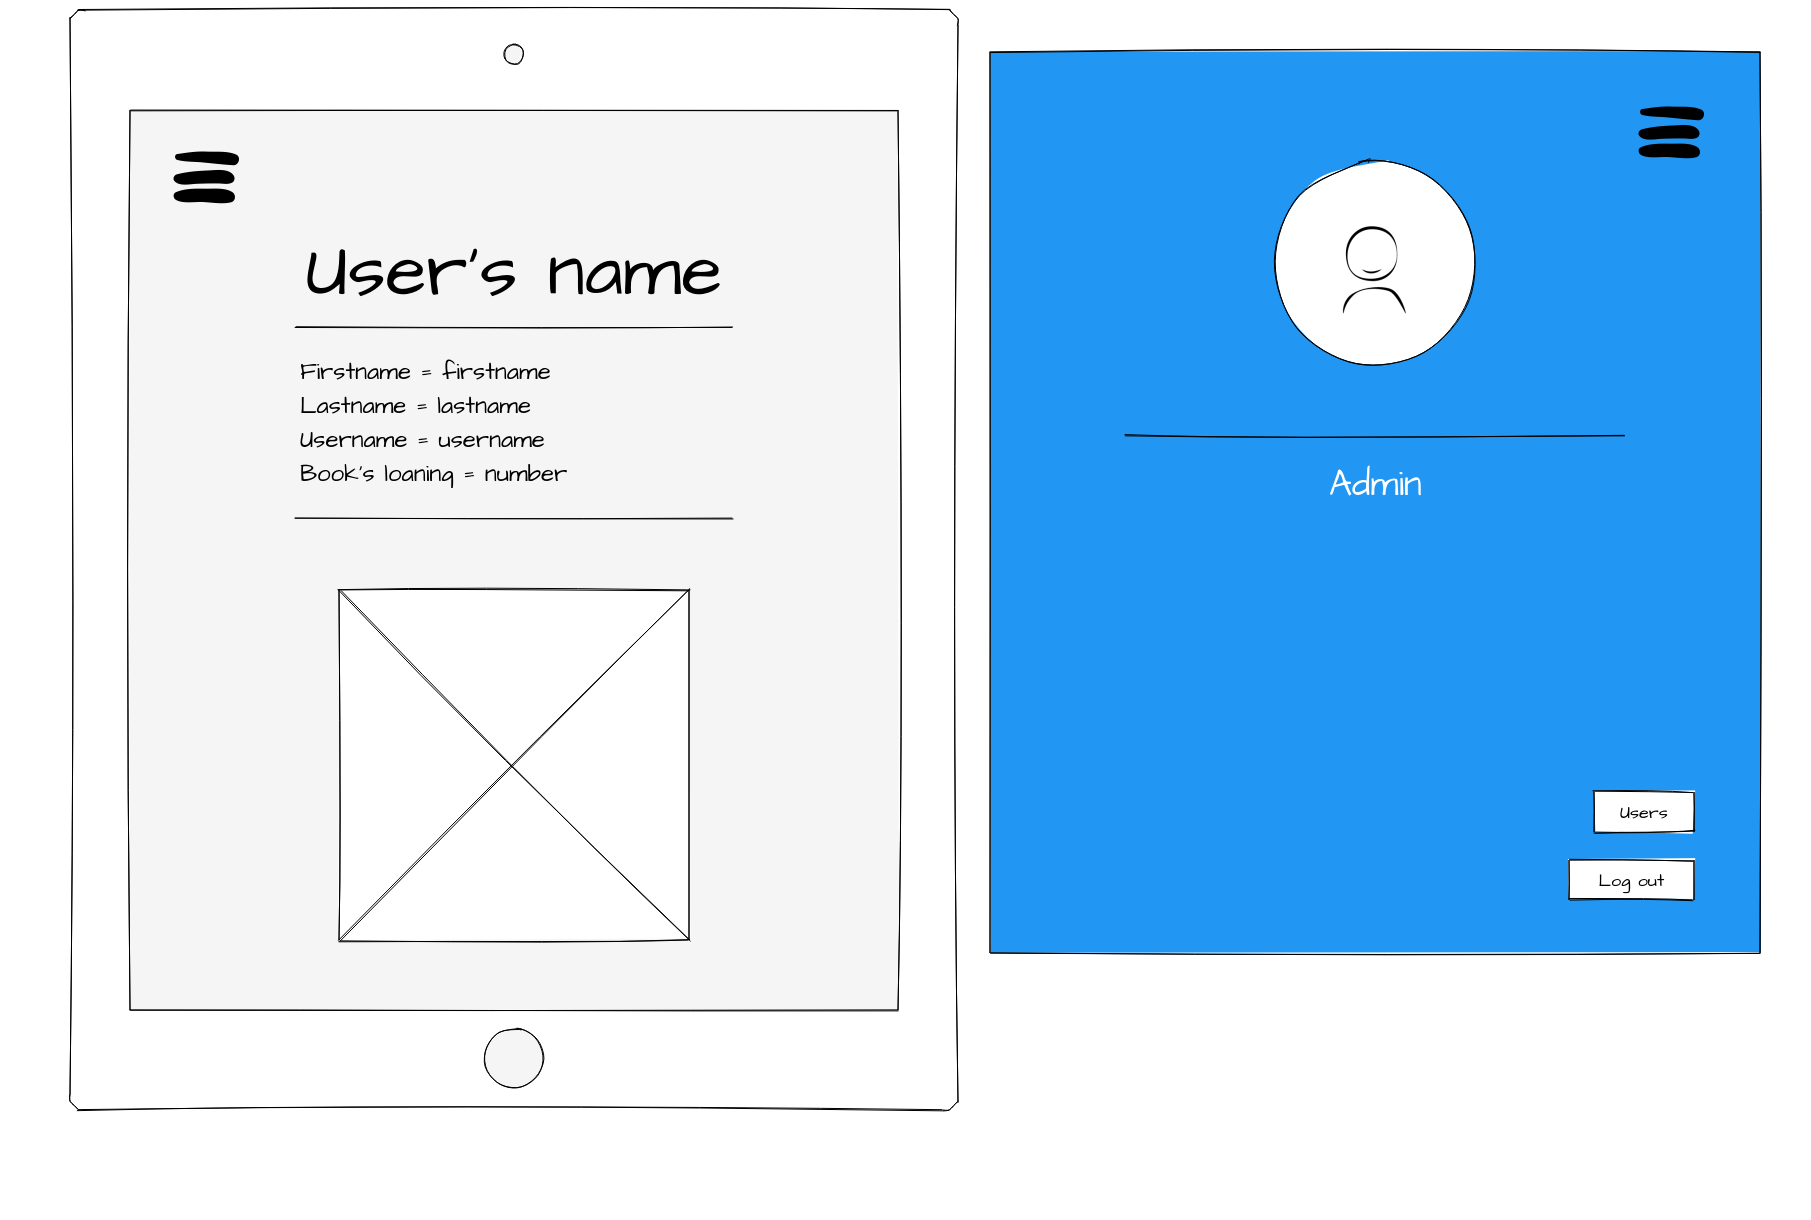 User's name
Firstname = firstname
Lastname = lastname
Username = username
Book's loaning = number
Admin
Users
Log out